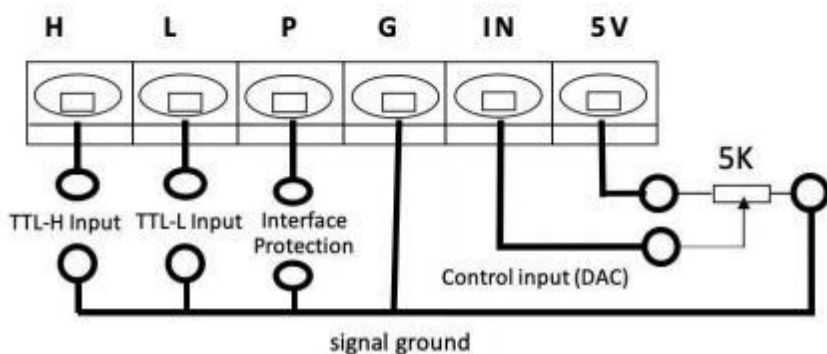 H L P G IN 5V
5K
TTL-H Input TTL-L Input Interface
Protection
Control input (DAC)
signal ground